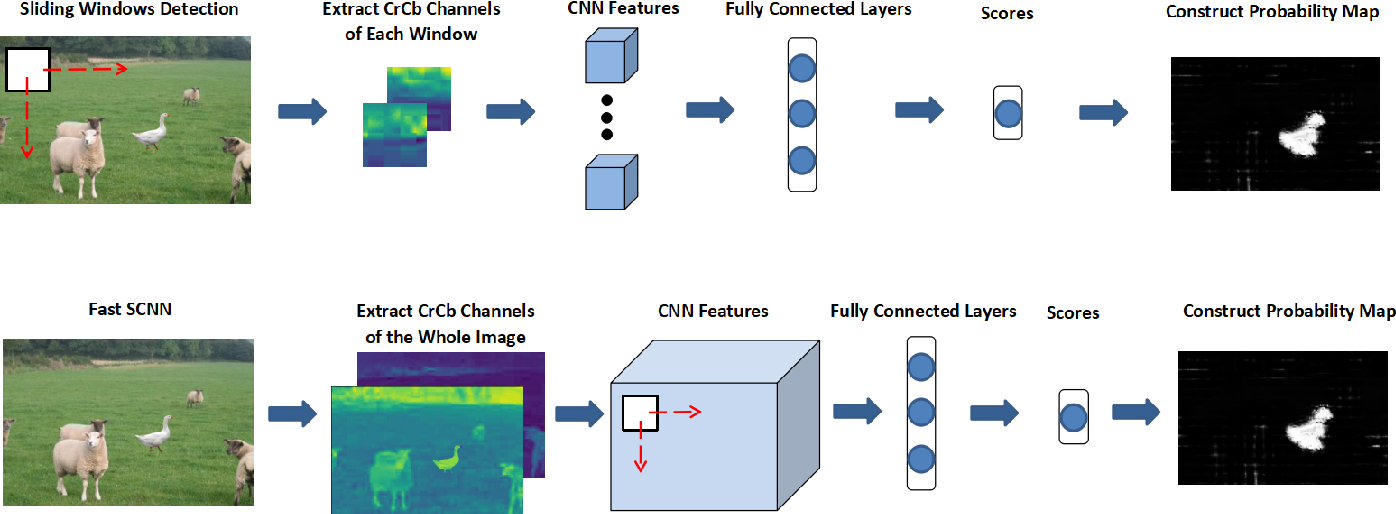 Sliding Windows Detection
Extract CrCb Channels
of Each Window
CNN Features
Fully Connected Layers
Scores
Construct Probability Map
Fast SCNN
Extract CrCb Channels
of the Whole Image
CNN Features
Fully Connected Layers
Scores
Construct Probability Map